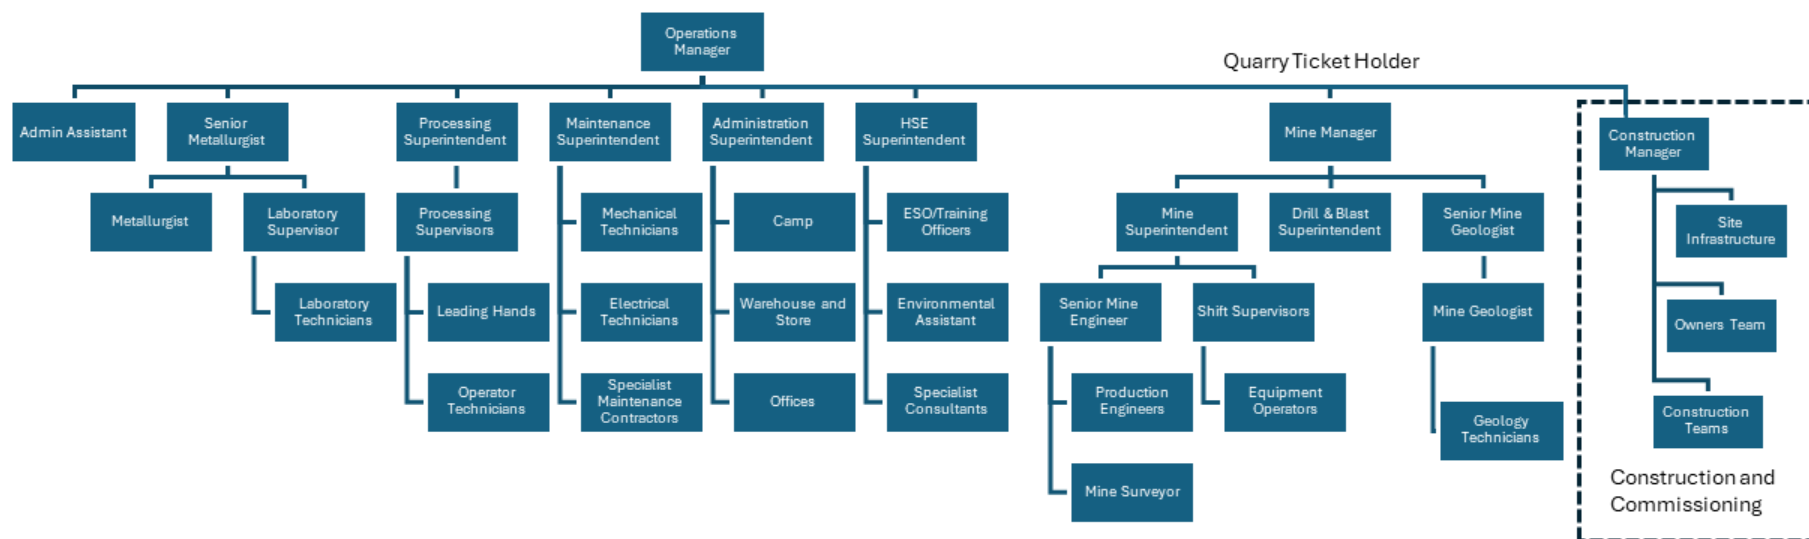 Operations
Manager
Quarry Ticket Holder
Admin Assistant
Senior
Metallurgist
Processing
Superintendent
Maintenance
Superintendent
Administration
Superintendent
HSE
Superintendent
Mine Manager
Construction
Manager
Metallurgist
Laboratory
Supervisor
Processing
Supervisors
Mechanical
Technicians
Camp
ESO/Training
Officers
Mine
Superintendent
Drill & Blast
Superintendent
Senior Mine
Geologist
Site
Infrastructure
Laboratory
Technicians
Leading Hands
Electrical
Technicians
Warehouse and
Store
Environmental
Assistant
Senior Mine
Engineer
Shift Supervisors
Mine Geologist
Owners Team
Operator
Technicians
Specialist
Maintenance
Contractors
Offices
Specialist
Consultants
Production
Engineers
Equipment
Operators
Geology
Technicians
Construction
Teams
Mine Surveyor
Construction and
Commissioning